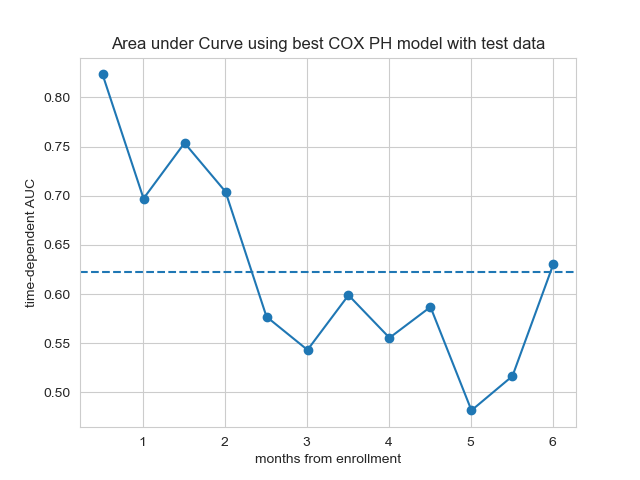 Area under Curve using best COX PH model with test data
time-dependent AUC
0.80
0.75
0.70
0.65
0.60
0.55
0.50
1 2 3 4 5 6
months from enrollment